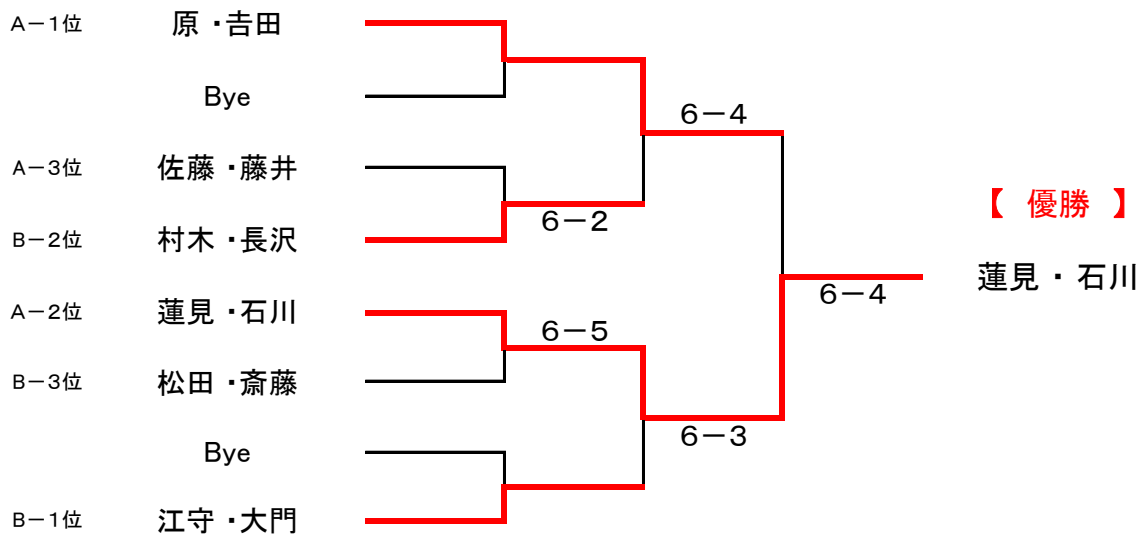 A－1位 原・𠮷田
Bye
6－4
A－3位 佐藤・藤井
【 優勝 】
6－2
B－2位 村木・長沢
蓮見・石川
6－4
A－2位 蓮見・石川
6－5
B－3位 松田・斎藤
6－3
Bye
B－1位 江守・大門